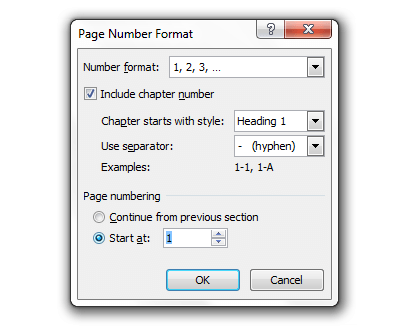 Page Number Format
Number format: 1, 2, 3, ...
Include chapter number
Chapter starts with style: Heading 1
Use separator: - (hyphen)
Examples: 1-1, 1-A
Page numbering
Continue from previous section
Start at: 1
OK Cancel